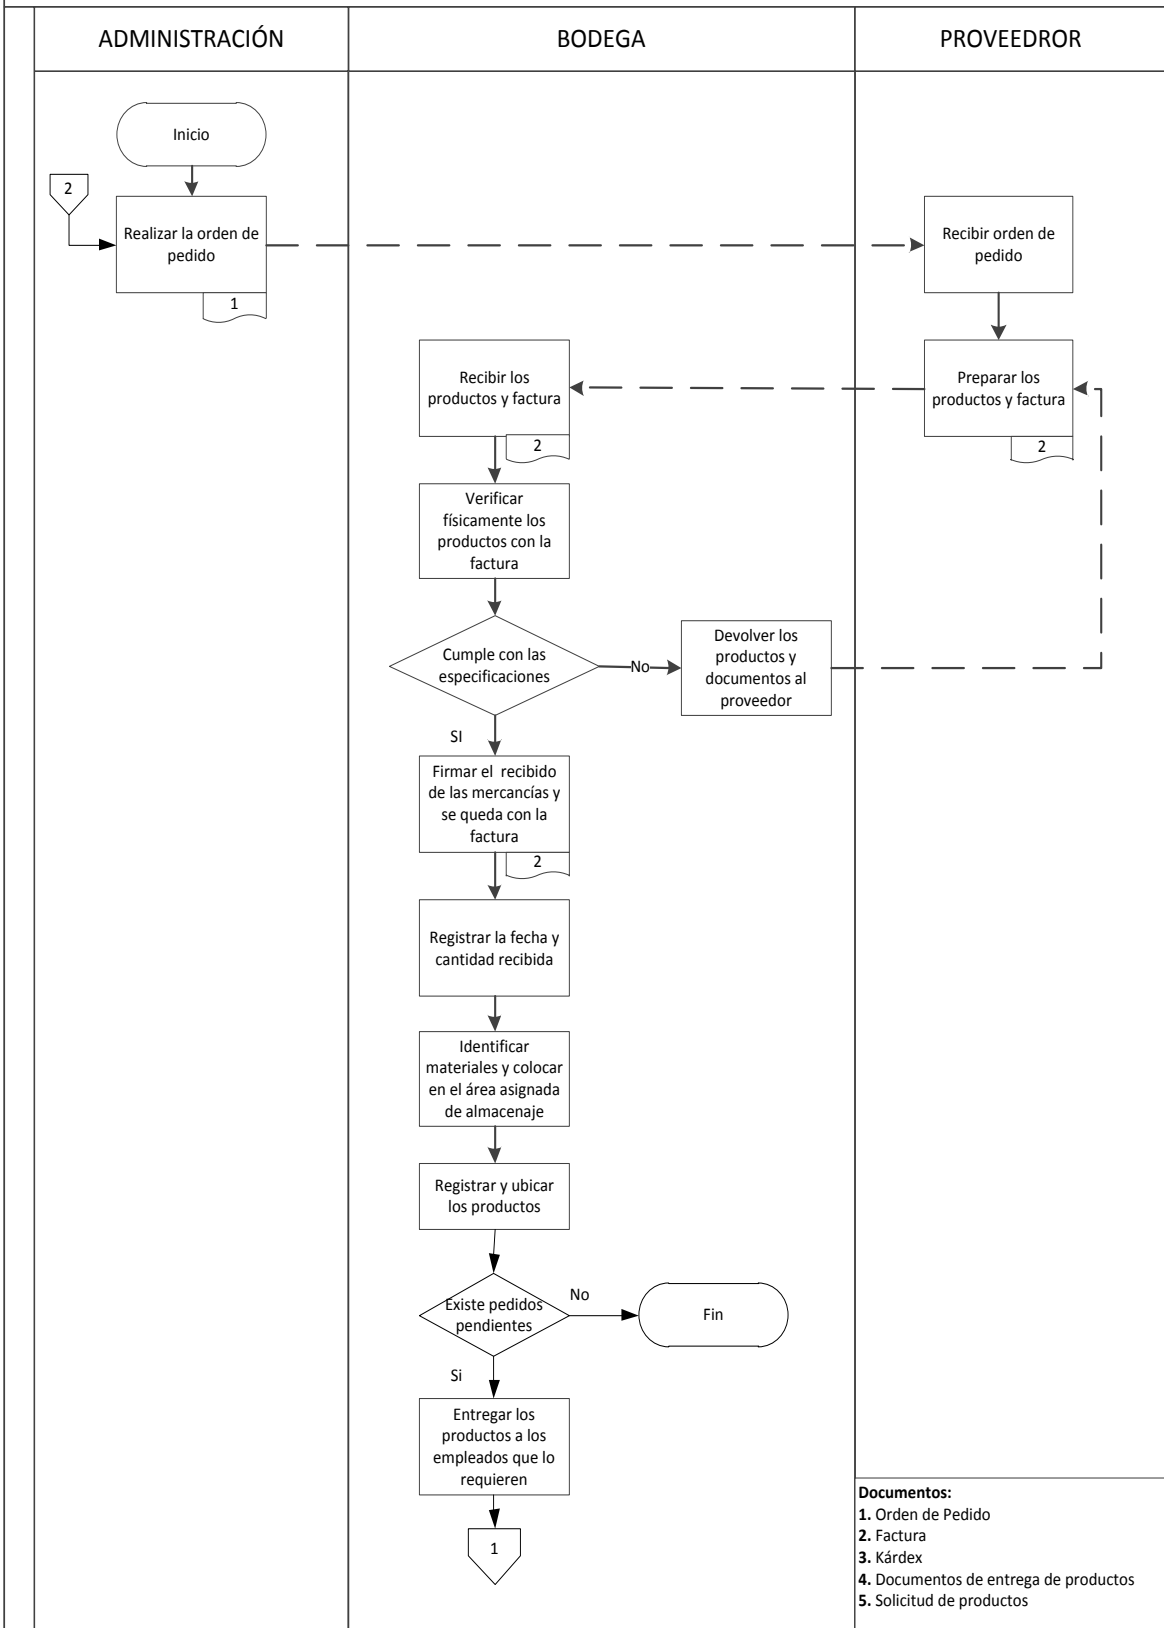 ADMINISTRACIÓN
BODEGA
PROVEEDROR
Inicio
2
Realizar la orden de
pedido
1
Recibir orden de
pedido
Recibir los
productos y factura
2
Preparar los
productos y factura
2
Verificar
físicamente los
productos con la
factura
Cumple con las
especificaciones
No
Devolver los
productos y
documentos al
proveedor
SI
Firmar el recibido
de las mercancías y
se queda con la
factura
2
Registrar la fecha y
cantidad recibida
Identificar
materiales y colocar
en el área asignada
de almacenaje
Registrar y ubicar
los productos
Existe pedidos
pendientes
No
Fin
Si
Entregar los
productos a los
empleados que lo
requieren
1
Documentos:
1. Orden de Pedido
2. Factura
3. Kárdex
4. Documentos de entrega de productos
5. Solicitud de productos